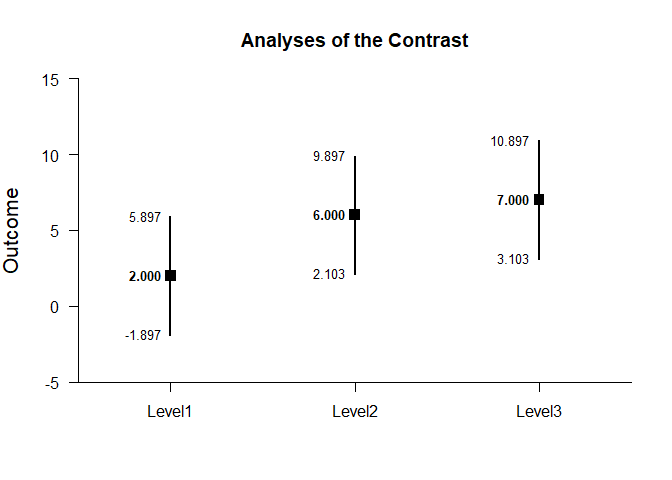 Analyses of the Contrast
Outcome
15
10
5
0
-5
5.897
2.000
-1.897
9.897
6.000
2.103
10.897
7.000
3.103
Level1
Level2
Level3